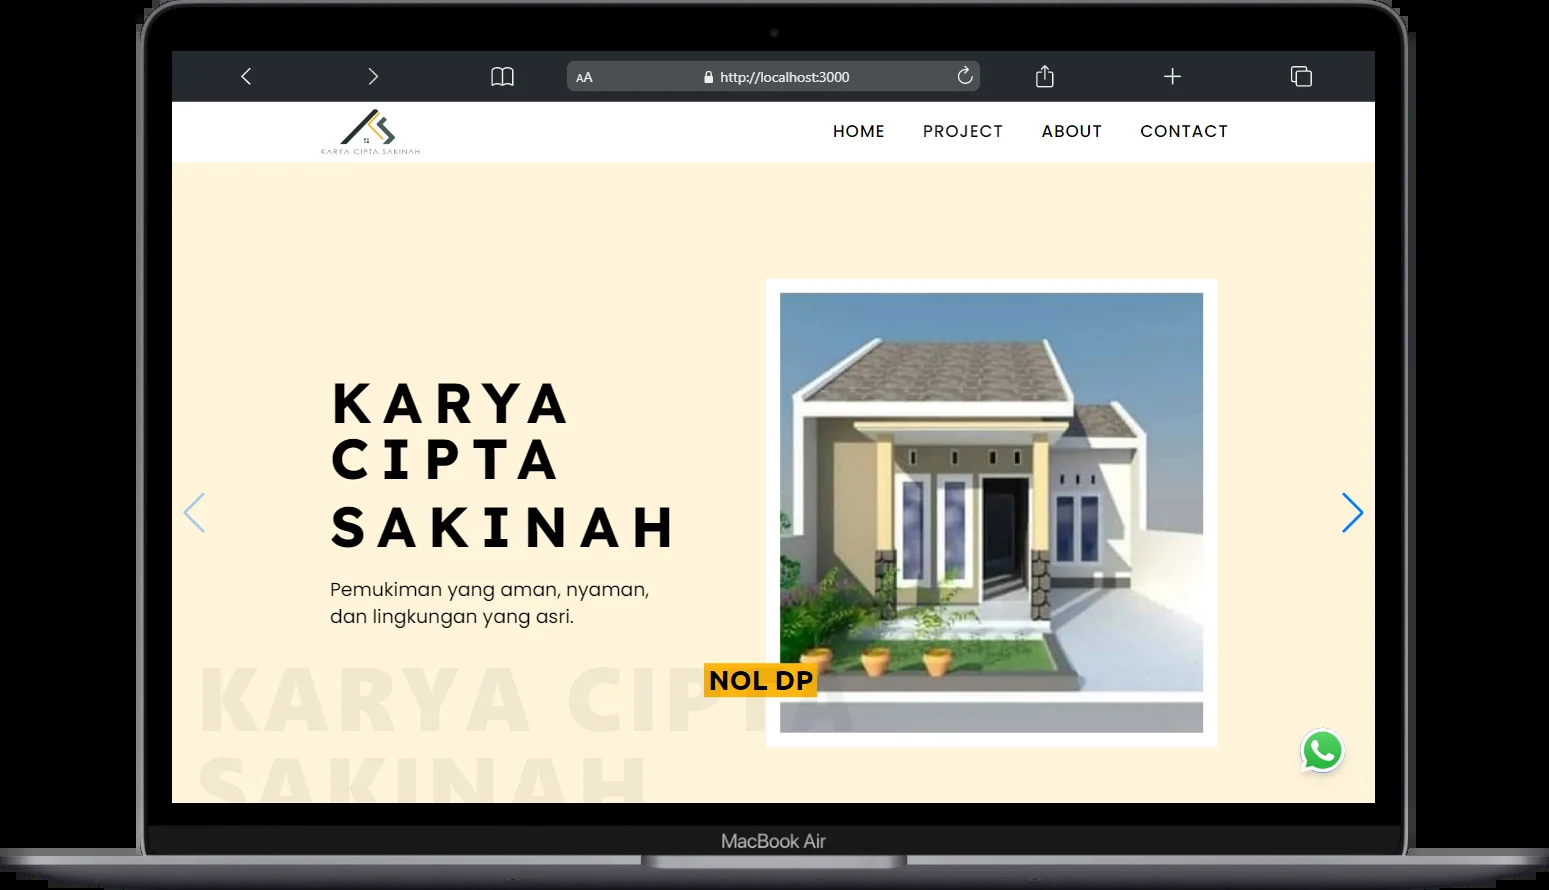 AA
http://localhost:3000
KARYA CIPTA SAKINAH
HOME PROJECT ABOUT CONTACT
KARYA
CIPTA
SAKINAH
Pemukiman yang aman, nyaman,
dan lingkungan yang asri.
KARYA CIPTA
NOL DP
SAKINAH
MacBook Air